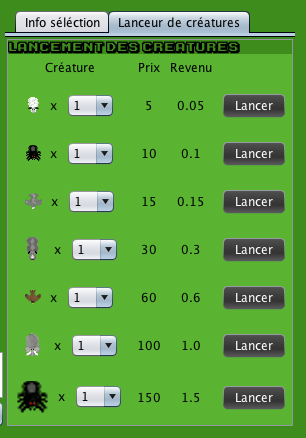 Info séléction Lanceur de créatures
LANCEMENT DES CREATURES
Créature Prix Revenu
x 1 5 0.05 Lancer
x 1 10 0.1 Lancer
x 1 15 0.15 Lancer
x 1 30 0.3 Lancer
x 1 60 0.6 Lancer
x 1 100 1.0 Lancer
x 1 150 1.5 Lancer